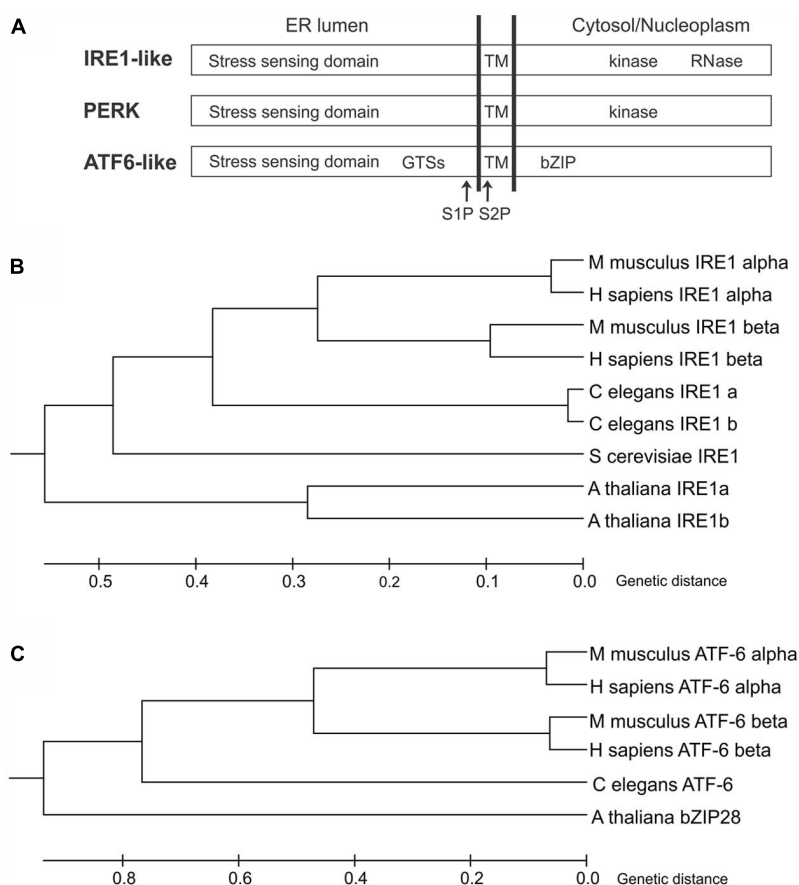 A
ER lumen Cytosol/Nucleoplasm
IRE1-like Stress sensing domain TM kinase RNase
PERK Stress sensing domain TM kinase
ATF6-like Stress sensing domain GTSs TM bZIP
S1P S2P
B
M musculus IRE1 alpha
H sapiens IRE1 alpha
M musculus IRE1 beta
H sapiens IRE1 beta
C elegans IRE1 a
C elegans IRE1 b
S cerevisiae IRE1
A thaliana IRE1a
A thaliana IRE1b
0.5 0.4 0.3 0.2 0.1 0.0 Genetic distance
C
M musculus ATF-6 alpha
H sapiens ATF-6 alpha
M musculus ATF-6 beta
H sapiens ATF-6 beta
C elegans ATF-6
A thaliana bZIP28
0.8 0.6 0.4 0.2 0.0 Genetic distance